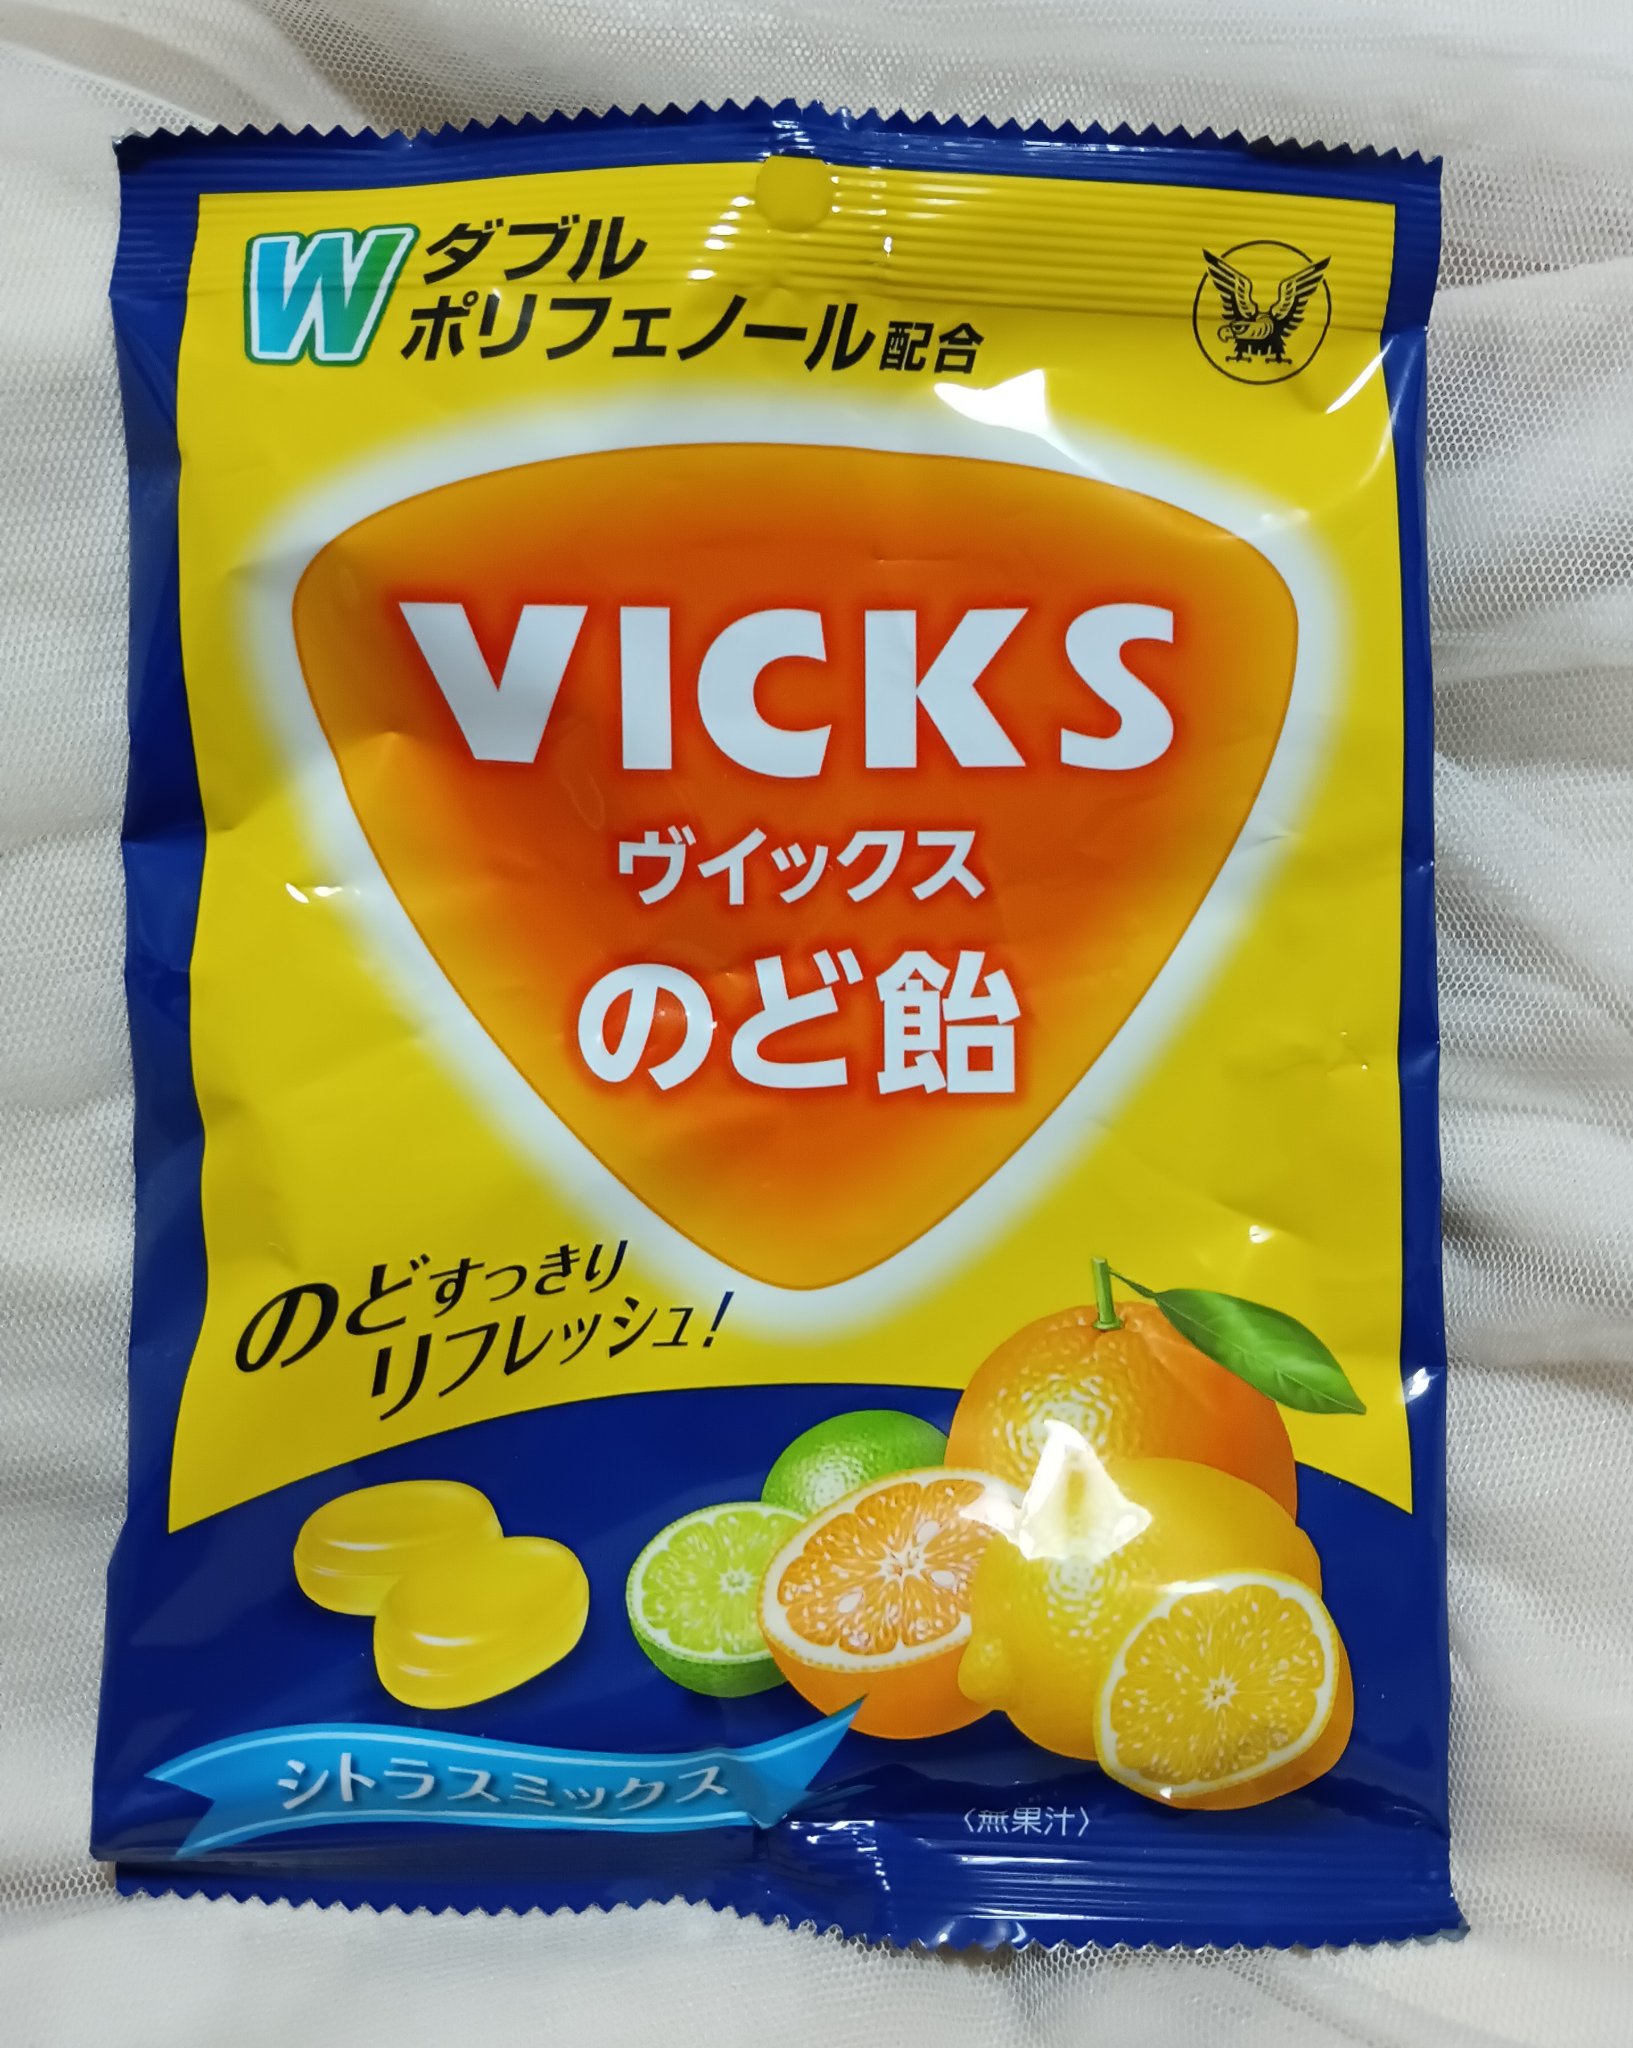 W ダブル
ポリフェノール配合
VICKS
ヴイックス
のど飴
のどすっきり
リフレッシュ!
シトラスミックス
〈無果汁〉